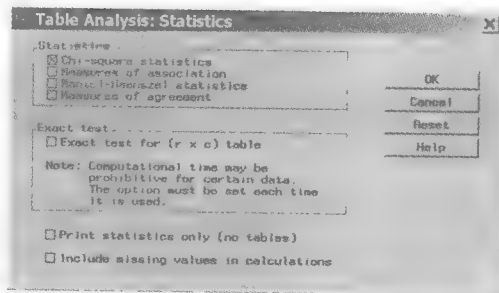 Table Analysis: Statistics
Statistics
Chi-square statistics
Measures of association
Mantel-Haenszel statistics
Measures of agreement
OK
Cancel
Reset
Help
Exact test
Exact test for (r x c) table
Note: Computational time may be
prohibitive for certain data.
The option must be set each time
it is used.
Print statistics only (no tables)
Include missing values in calculations